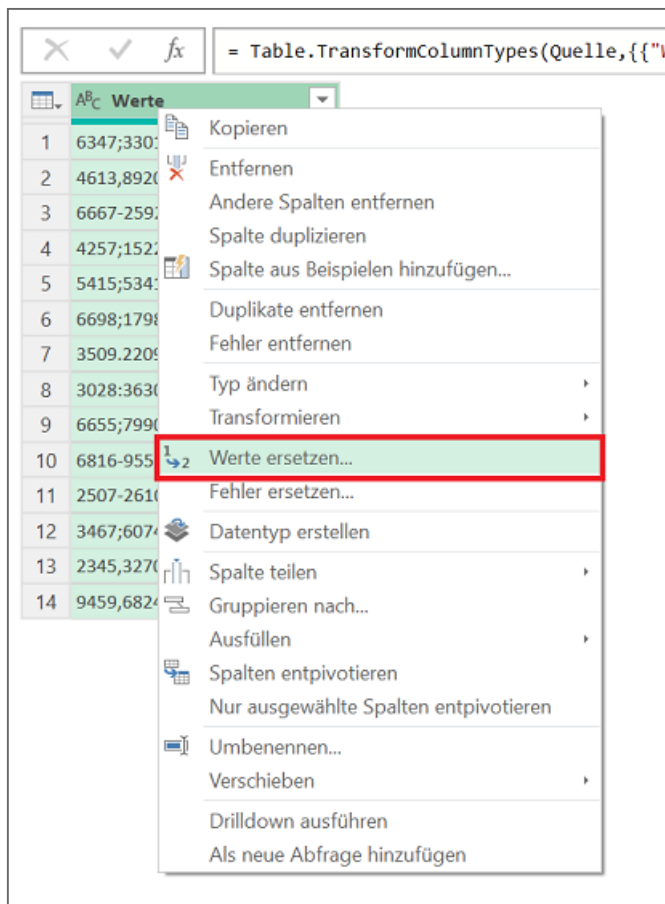 fx = Table.TransformColumnTypes(Quelle,{{"W
ABC Werte
1 6347;3301
2 4613,8920
3 6667-2592
4 4257;1522
5 5415;5341
6 6698;1798
7 3509.2209
8 3028:3630
9 6655;7990
10 6816-955
11 2507-2610
12 3467;6074
13 2345,3270
14 9459,6824
Kopieren
Entfernen
Andere Spalten entfernen
Spalte duplizieren
Spalte aus Beispielen hinzufügen...
Duplikate entfernen
Fehler entfernen
Typ ändern
Transformieren
1 2 Werte ersetzen...
Fehler ersetzen...
Datentyp erstellen
Spalte teilen
Gruppieren nach...
Ausfüllen
Spalten entpivotieren
Nur ausgewählte Spalten entpivotieren
Umbenennen...
Verschieben
Drilldown ausführen
Als neue Abfrage hinzufügen